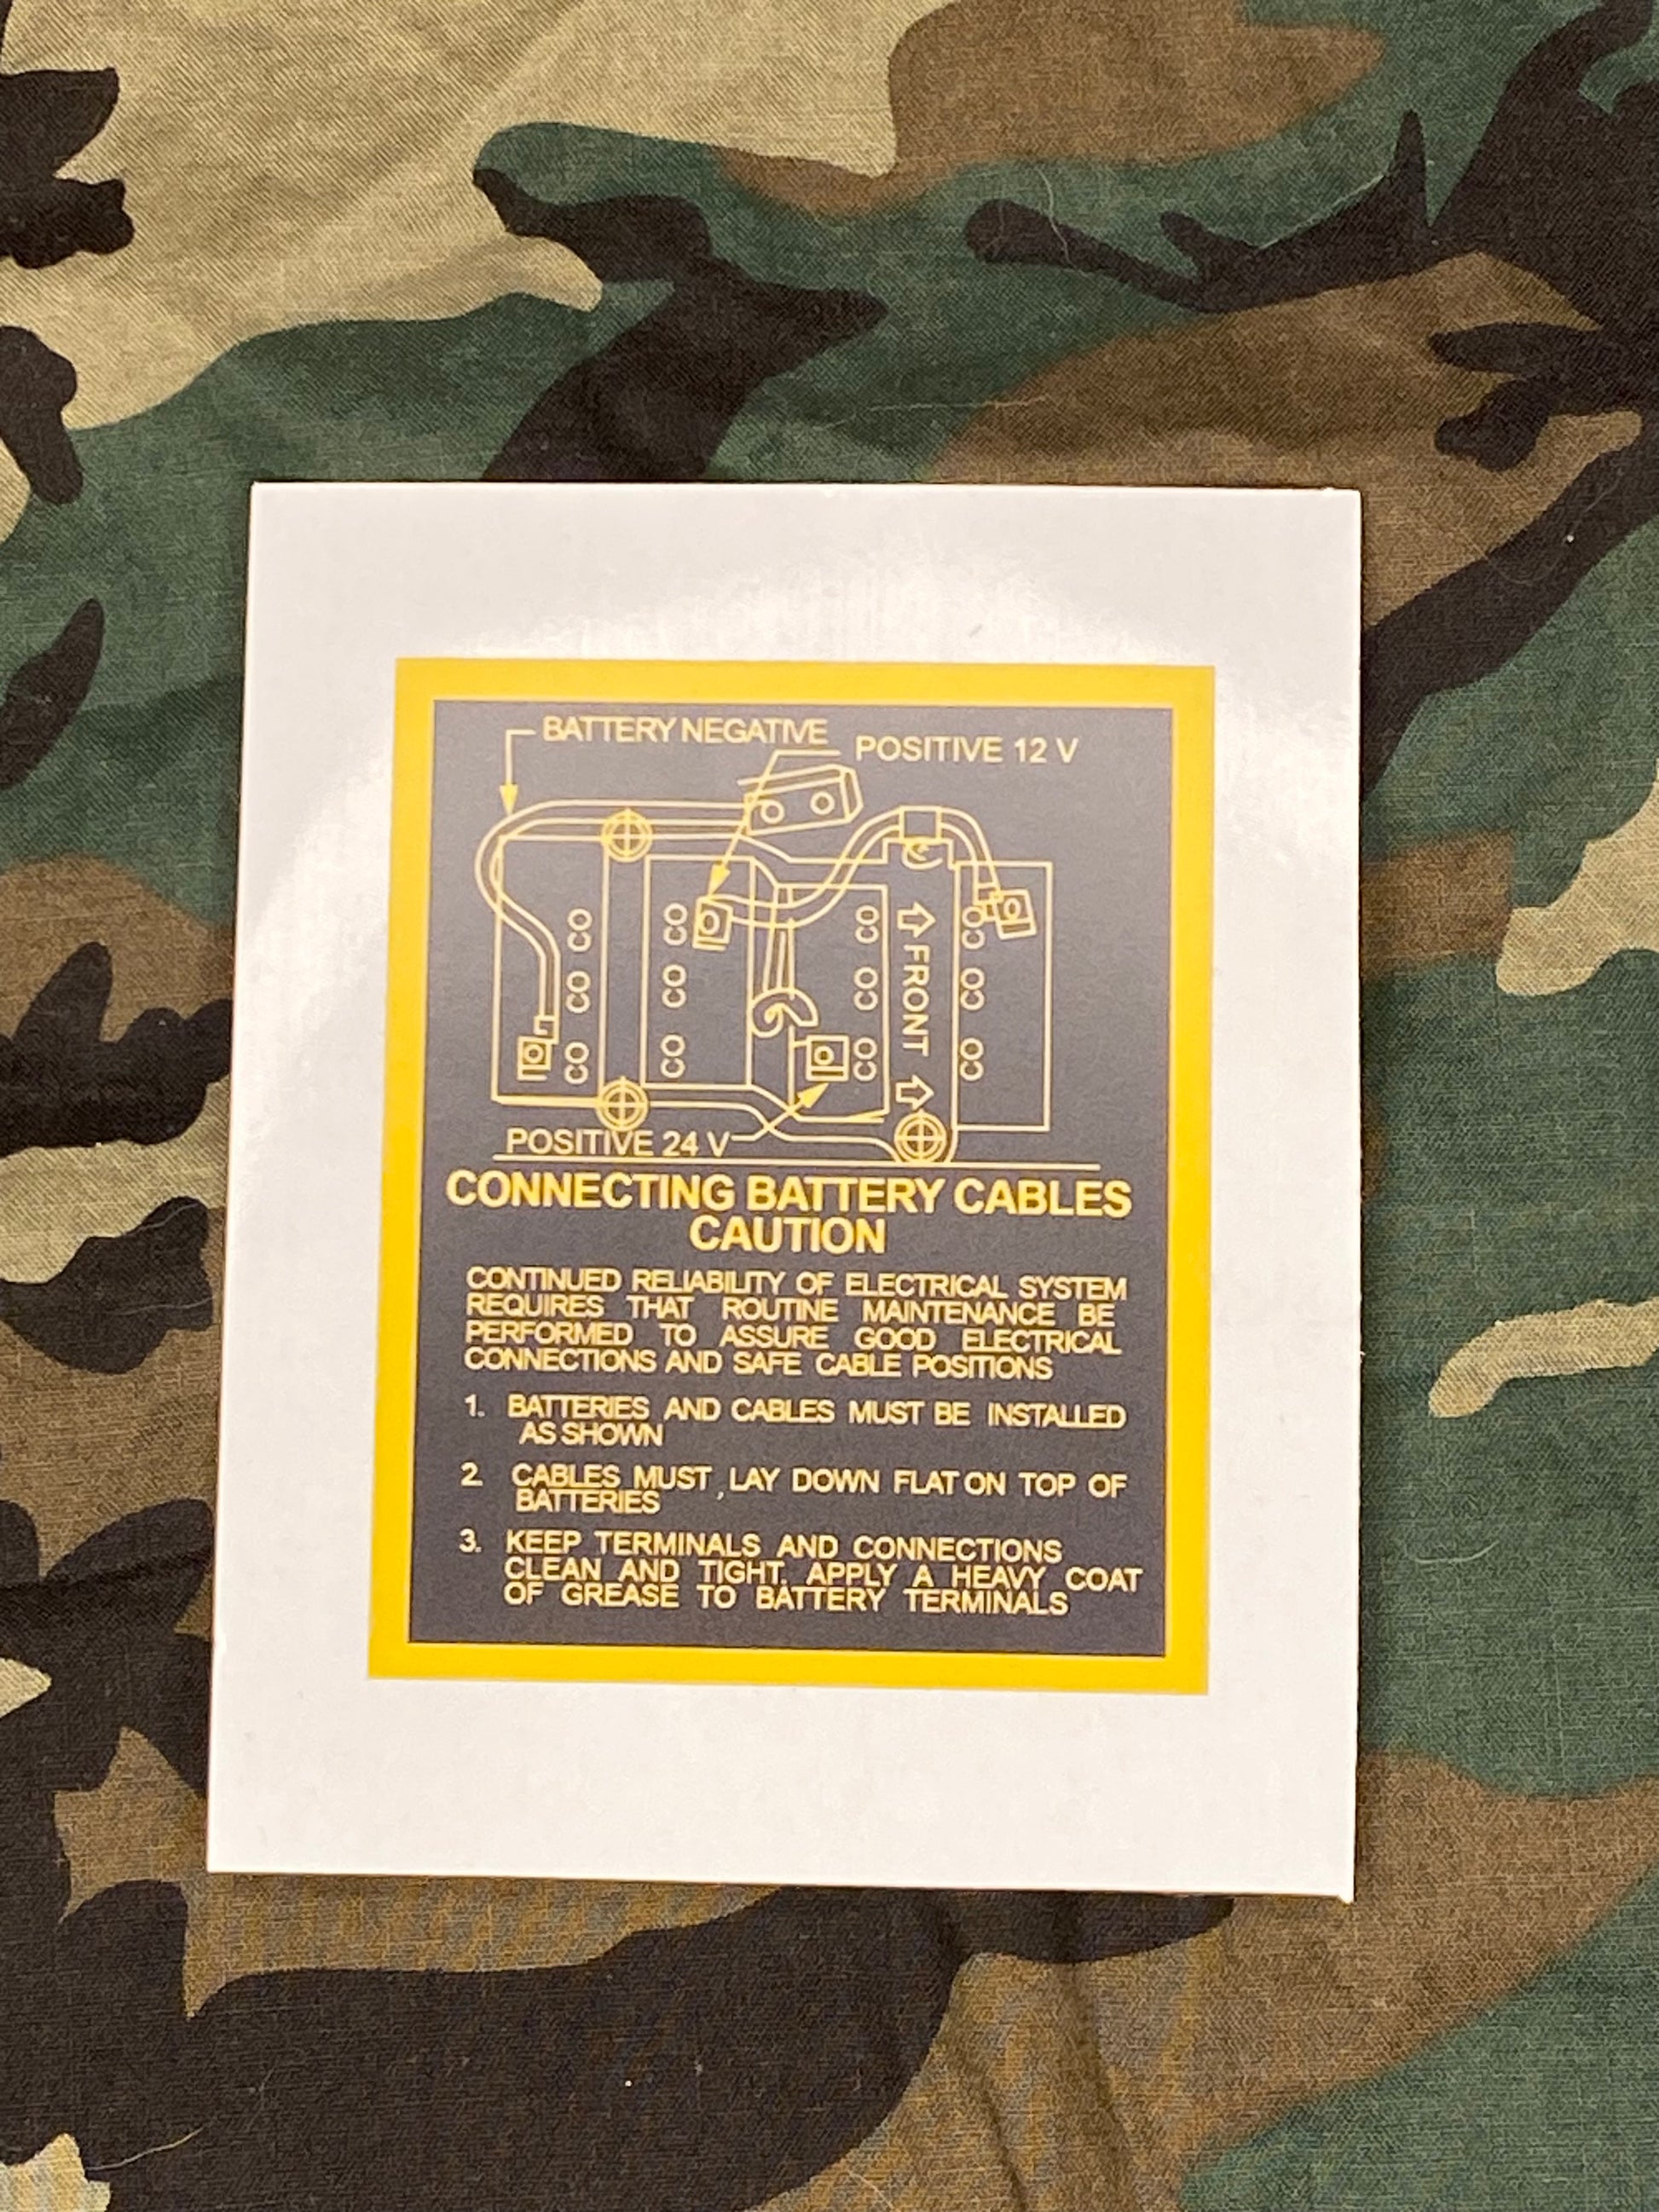 BATTERY NEGATIVE
POSITIVE 12 V
CO CO CO CO
CO CO CO CO
CO CO CO CO
FRONT
POSITIVE 24 V
CONNECTING BATTERY CABLES
CAUTION
CONTINUED RELIABILITY OF ELECTRICAL SYSTEM
REQUIRES THAT ROUTINE MAINTENANCE BE
PERFORMED TO ASSURE GOOD ELECTRICAL
CONNECTIONS AND SAFE CABLE POSITIONS
1. BATTERIES AND CABLES MUST BE INSTALLED
AS SHOWN
2. CABLES MUST , LAY DOWN FLAT ON TOP OF
BATTERIES
3. KEEP TERMINALS AND CONNECTIONS
CLEAN AND TIGHT. APPLY A HEAVY COAT
OF GREASE TO BATTERY TERMINALS